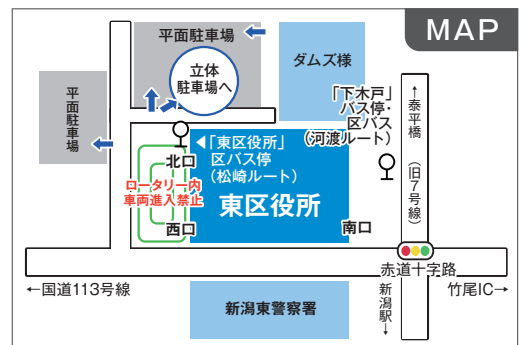 MAP
平面駐車場
立体
駐車場へ
ダムズ様
平面駐車場
「下木戸」
バス停・
区バス
(河渡ルート)
←泰平橋
(旧7号線)
◀「東区役所」
区バス停
(松崎ルート)
北口
ロータリー内
車両進入禁止
東区役所
西口
南口
赤道十字路
←国道113号線
新潟駅→
竹尾IC→
新潟東警察署